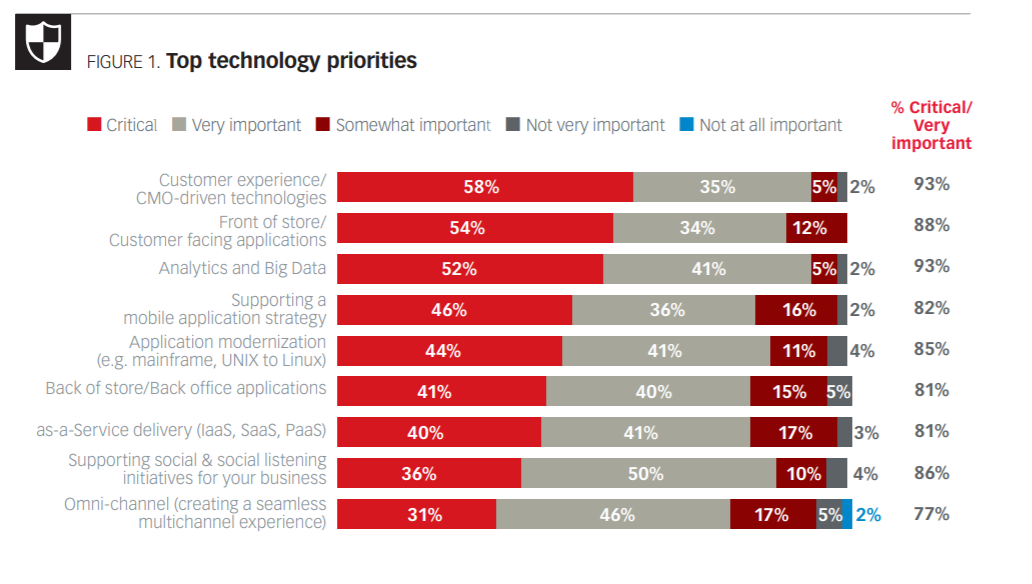 FIGURE 1. Top technology priorities
% Critical/
Very
important
Critical Very important Somewhat important Not very important Not at all important
Customer experience/
CMO-driven technologies
58% 35% 5% 2% 93%
Front of store/
Customer facing applications
54% 34% 12% 88%
Analytics and Big Data 52% 41% 5% 2% 93%
Supporting a
mobile application strategy
46% 36% 16% 2% 82%
Application modernization
(e.g. mainframe, UNIX to Linux)
44% 41% 11% 4% 85%
Back of store/Back office applications 41% 40% 15% 5% 81%
as-a-Service delivery (IaaS, SaaS, PaaS) 40% 41% 17% 3% 81%
Supporting social & social listening
initiatives for your business
36% 50% 10% 4% 86%
Omni-channel (creating a seamless
multichannel experience)
31% 46% 17% 5% 2% 77%